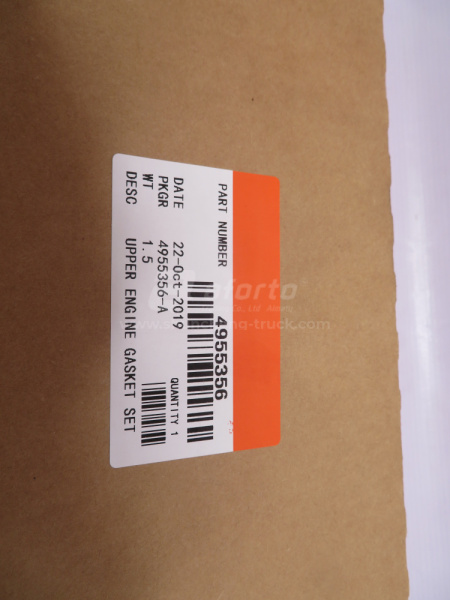 PART NUMBER 4955356
DATE 22-Oct-2019 QUANTITY 1
PKGR 4955356-A
WT 1.5
DESC UPPER ENGINE GASKET SET